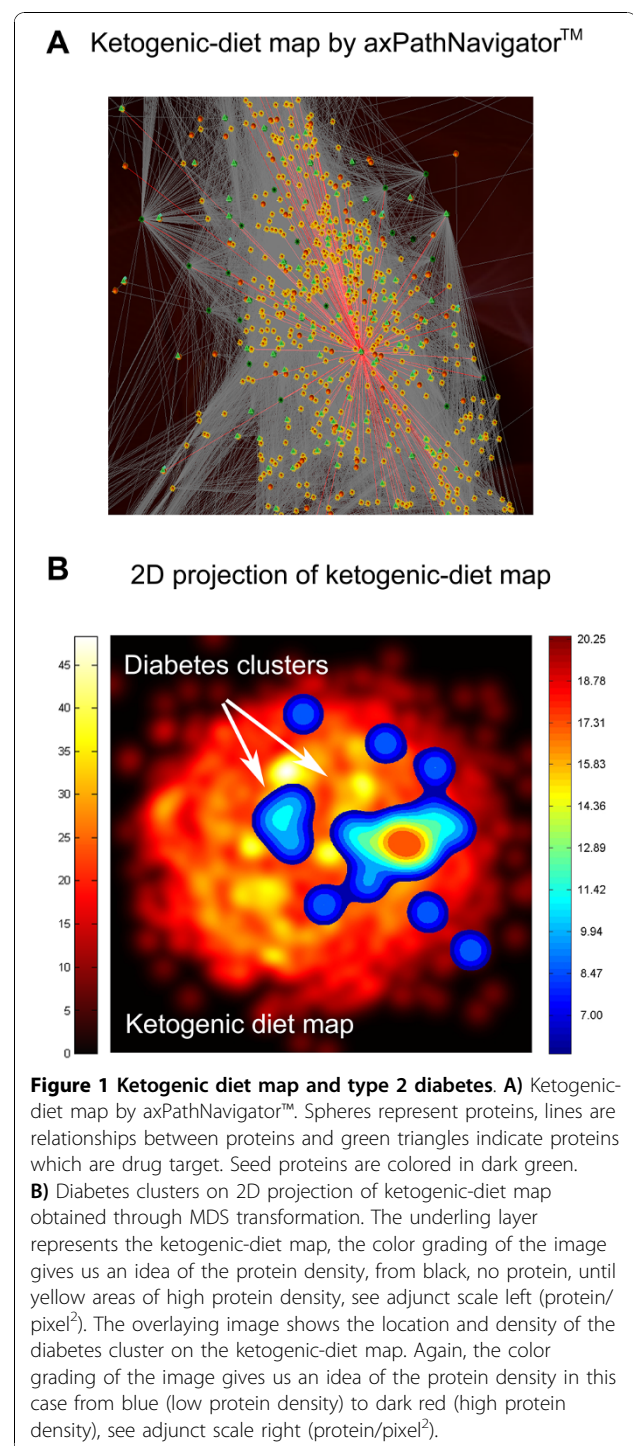 A Ketogenic-diet map by axPathNavigator™
B 2D projection of ketogenic-diet map
Diabetes clusters
Ketogenic diet map
45
40
35
30
25
20
15
10
5
0
20.25
18.78
17.31
15.83
14.36
12.89
11.42
9.94
8.47
7.00
Figure 1 Ketogenic diet map and type 2 diabetes. A) Ketogenic-
diet map by axPathNavigator™. Spheres represent proteins, lines are
relationships between proteins and green triangles indicate proteins
which are drug target. Seed proteins are colored in dark green.
B) Diabetes clusters on 2D projection of ketogenic-diet map
obtained through MDS transformation. The underling layer
represents the ketogenic-diet map, the color grading of the image
gives us an idea of the protein density, from black, no protein, until
yellow areas of high protein density, see adjunct scale left (protein/
pixel²). The overlaying image shows the location and density of the
diabetes cluster on the ketogenic-diet map. Again, the color
grading of the image gives us an idea of the protein density in this
case from blue (low protein density) to dark red (high protein
density), see adjunct scale right (protein/pixel²).